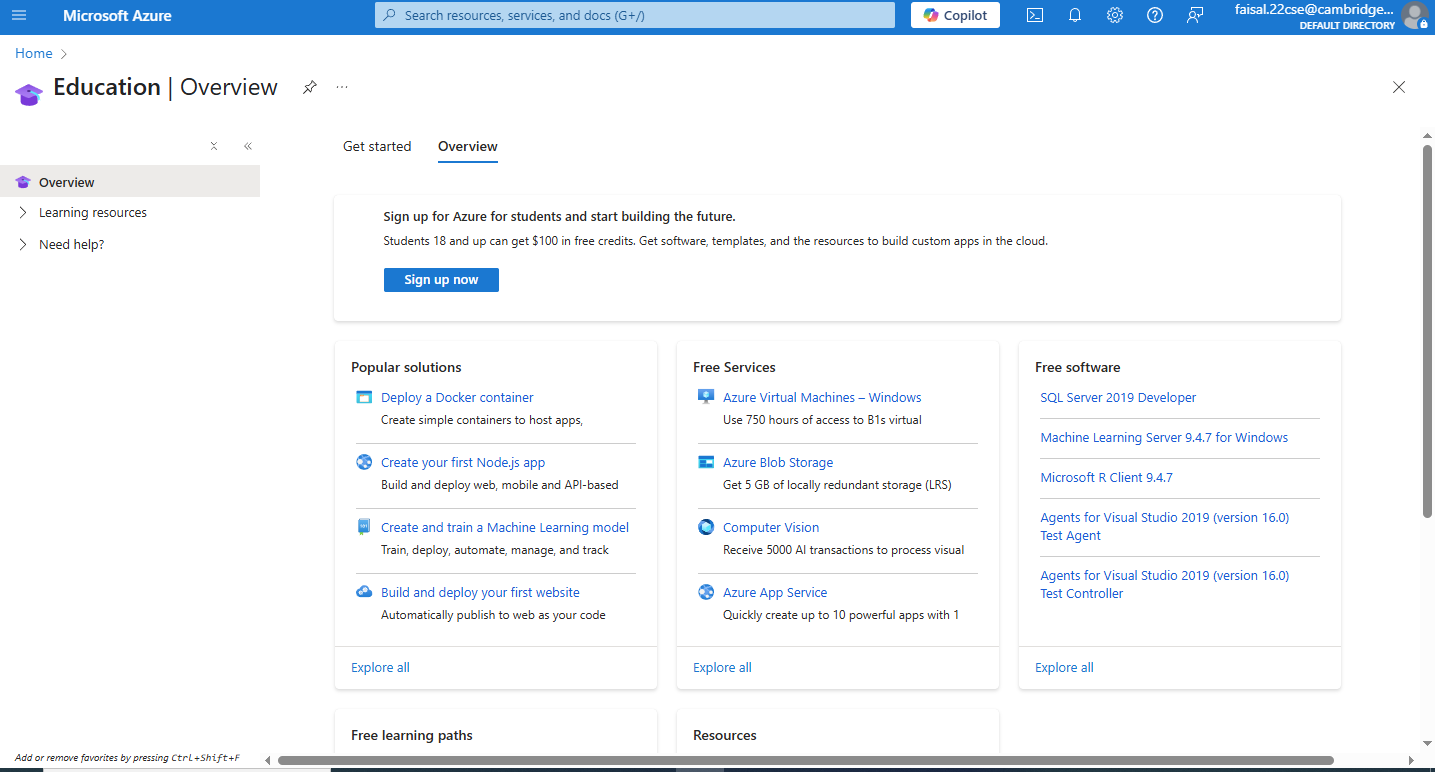 Microsoft Azure
Search resources, services, and docs (G+/)
Copilot
faisal.22cse@cambridge...
DEFAULT DIRECTORY
Home
Education | Overview
Get started
Overview
Overview
Learning resources
Need help?
Sign up for Azure for students and start building the future.
Students 18 and up can get $100 in free credits. Get software, templates, and the resources to build custom apps in the cloud.
Sign up now
Popular solutions
Deploy a Docker container
Create simple containers to host apps,
Create your first Node.js app
Build and deploy web, mobile and API-based
Create and train a Machine Learning model
Train, deploy, automate, manage, and track
Build and deploy your first website
Automatically publish to web as your code
Explore all
Free Services
Azure Virtual Machines – Windows
Use 750 hours of access to B1s virtual
Azure Blob Storage
Get 5 GB of locally redundant storage (LRS)
Computer Vision
Receive 5000 AI transactions to process visual
Azure App Service
Quickly create up to 10 powerful apps with 1
Explore all
Free software
SQL Server 2019 Developer
Machine Learning Server 9.4.7 for Windows
Microsoft R Client 9.4.7
Agents for Visual Studio 2019 (version 16.0)
Test Agent
Agents for Visual Studio 2019 (version 16.0)
Test Controller
Explore all
Free learning paths
Resources
Add or remove favorites by pressing Ctrl+Shift+F